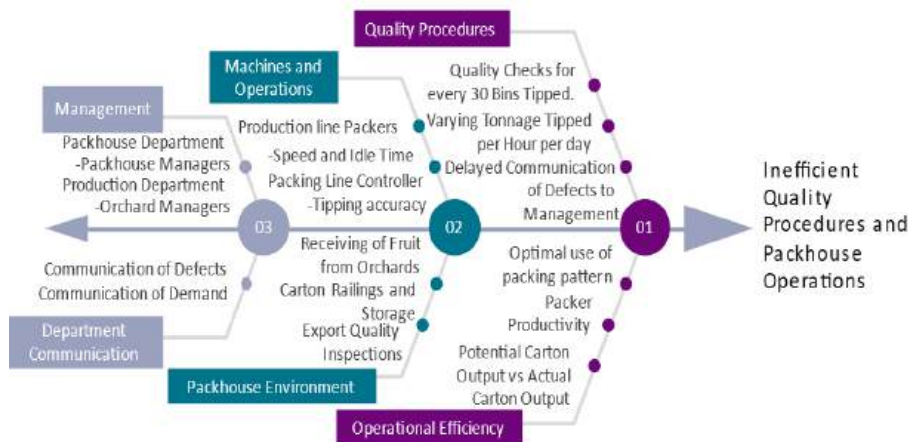 Quality Procedures
Quality Checks for
every 30 Bins Tipped.
Varying Tonnage Tipped
per Hour per day
Delayed Communication
of Defects to
Management
Machines and
Operations
Production line Packers
-Speed and Idle Time
Packing Line Controller
-Tipping accuracy
Management
Packhouse Department
-Packhouse Managers
Production Department
-Orchard Managers
03
02
01
Inefficient
Quality
Procedures and
Packhouse
Operations
Communication of Defects
Communication of Demand
Department
Communication
Receiving of Fruit
from Orchards
Carton Railings and
Storage
Export Quality
Inspections
Packhouse Environment
Optimal use of
packing pattern
Packer
Productivity
Potential Carton
Output vs Actual
Carton Output
Operational Efficiency